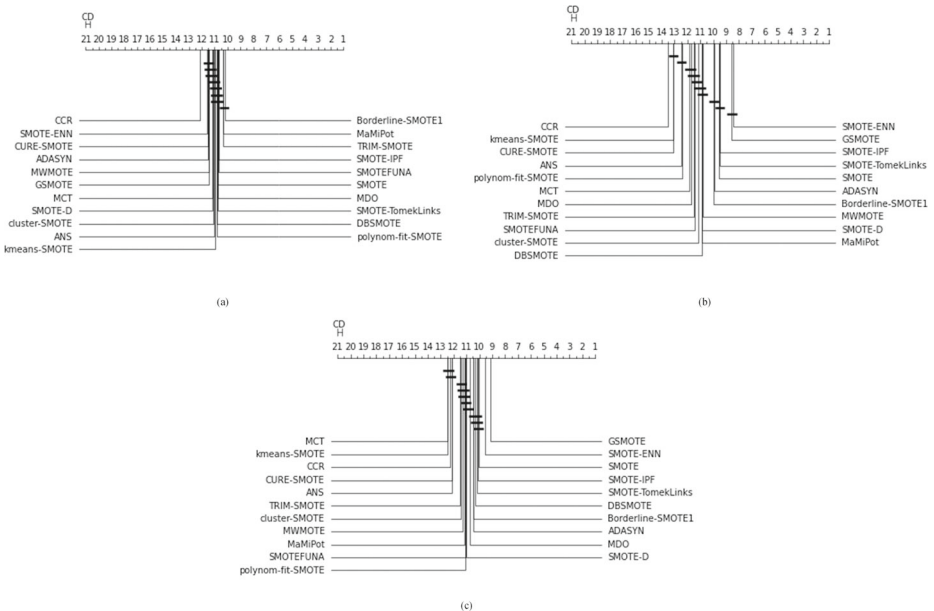 CD
H
21 20 19 18 17 16 15 14 13 12 11 10 9 8 7 6 5 4 3 2 1
CCR
SMOTE-ENN
CURE-SMOTE
ADASYN
MWMOTE
GSMOTE
MCT
SMOTE-D
cluster-SMOTE
ANS
kmeans-SMOTE
Borderline-SMOTE1
MaMiPot
TRIM-SMOTE
SMOTE-IPF
SMOTEFUNA
SMOTE
MDO
SMOTE-TomekLinks
DBSMOTE
polynom-fit-SMOTE
(a)
CD
H
21 20 19 18 17 16 15 14 13 12 11 10 9 8 7 6 5 4 3 2 1
CCR
kmeans-SMOTE
CURE-SMOTE
ANS
polynom-fit-SMOTE
MCT
MDO
TRIM-SMOTE
SMOTEFUNA
cluster-SMOTE
DBSMOTE
SMOTE-ENN
GSMOTE
SMOTE-IPF
SMOTE-TomekLinks
SMOTE
ADASYN
Borderline-SMOTE1
MWMOTE
SMOTE-D
MaMiPot
(b)
CD
H
21 20 19 18 17 16 15 14 13 12 11 10 9 8 7 6 5 4 3 2 1
MCT
kmeans-SMOTE
CCR
CURE-SMOTE
ANS
TRIM-SMOTE
cluster-SMOTE
MWMOTE
MaMiPot
SMOTEFUNA
polynom-fit-SMOTE
GSMOTE
SMOTE-ENN
SMOTE
SMOTE-IPF
SMOTE-TomekLinks
DBSMOTE
Borderline-SMOTE1
ADASYN
MDO
SMOTE-D
(c)